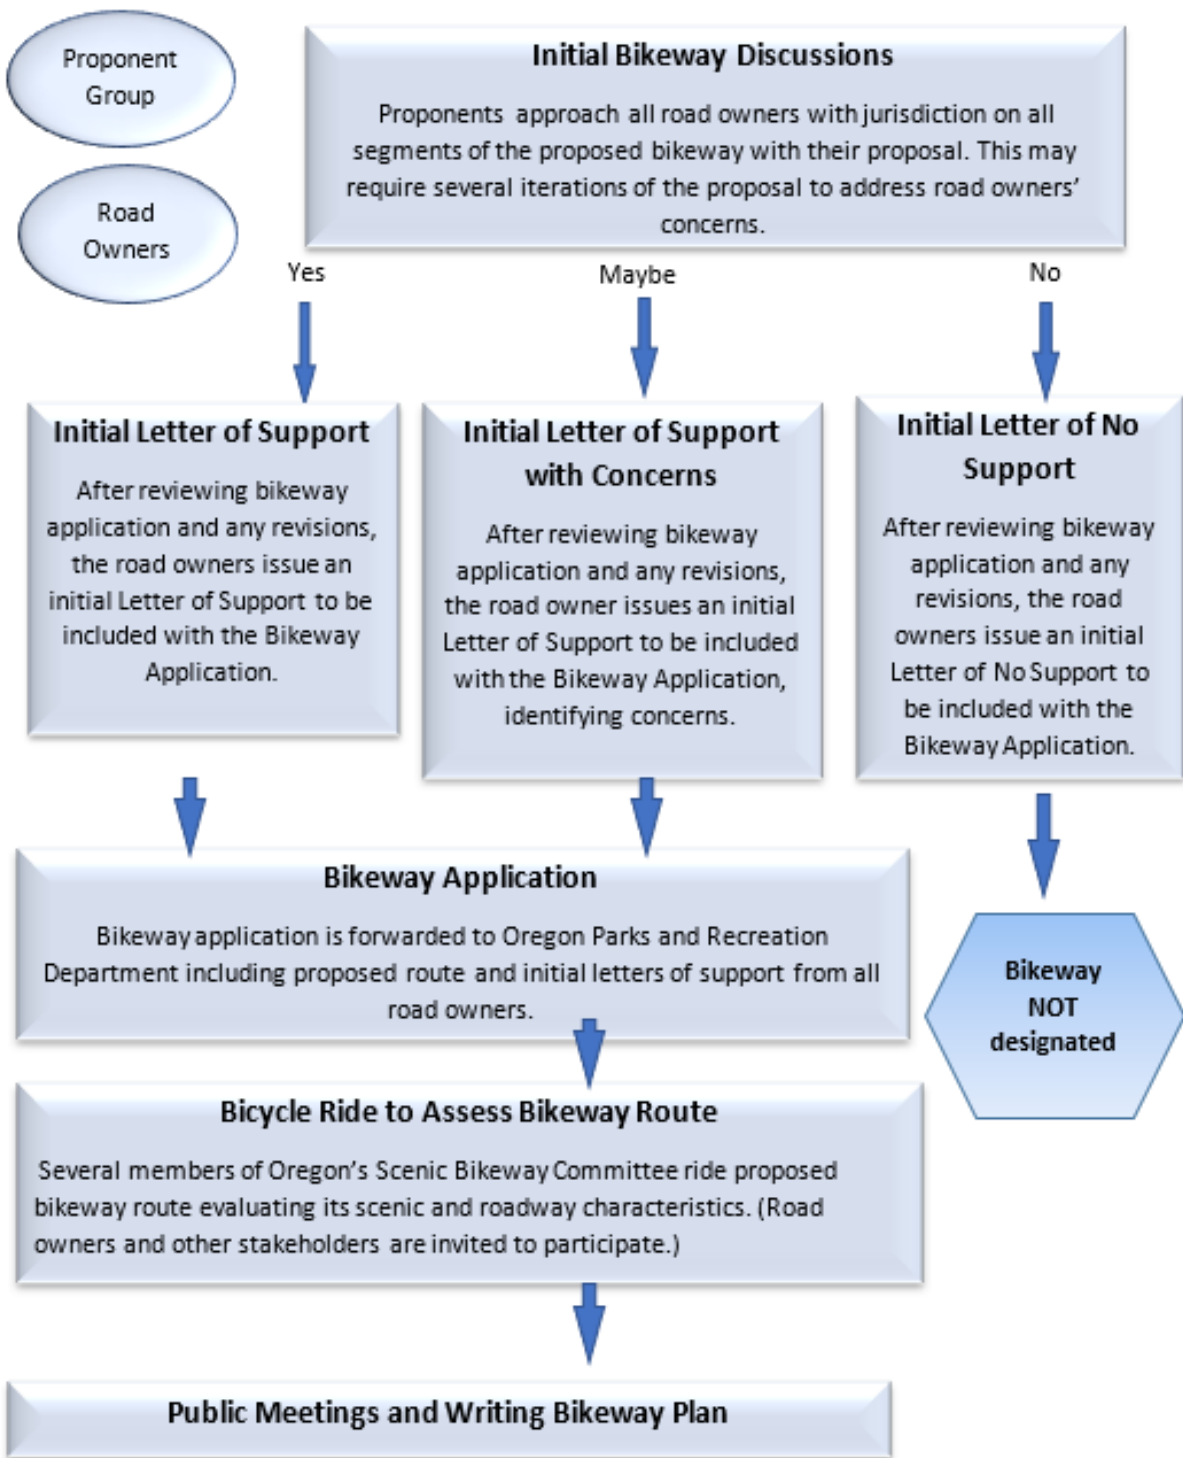 Proponent
Group
Road
Owners
Initial Bikeway Discussions
Proponents approach all road owners with jurisdiction on all
segments of the proposed bikeway with their proposal. This may
require several iterations of the proposal to address road owners’
concerns.
Yes
Maybe
No
Initial Letter of Support
After reviewing bikeway
application and any revisions,
the road owners issue an
initial Letter of Support to be
included with the Bikeway
Application.
Initial Letter of Support
with Concerns
After reviewing bikeway
application and any revisions,
the road owner issues an initial
Letter of Support to be included
with the Bikeway Application,
identifying concerns.
Initial Letter of No
Support
After reviewing bikeway
application and any
revisions, the road
owners issue an initial
Letter of No Support to
be included with the
Bikeway Application.
Bikeway Application
Bikeway application is forwarded to Oregon Parks and Recreation
Department including proposed route and initial letters of support from all
road owners.
Bikeway
NOT
designated
Bicycle Ride to Assess Bikeway Route
Several members of Oregon’s Scenic Bikeway Committee ride proposed
bikeway route evaluating its scenic and roadway characteristics. (Road
owners and other stakeholders are invited to participate.)
Public Meetings and Writing Bikeway Plan